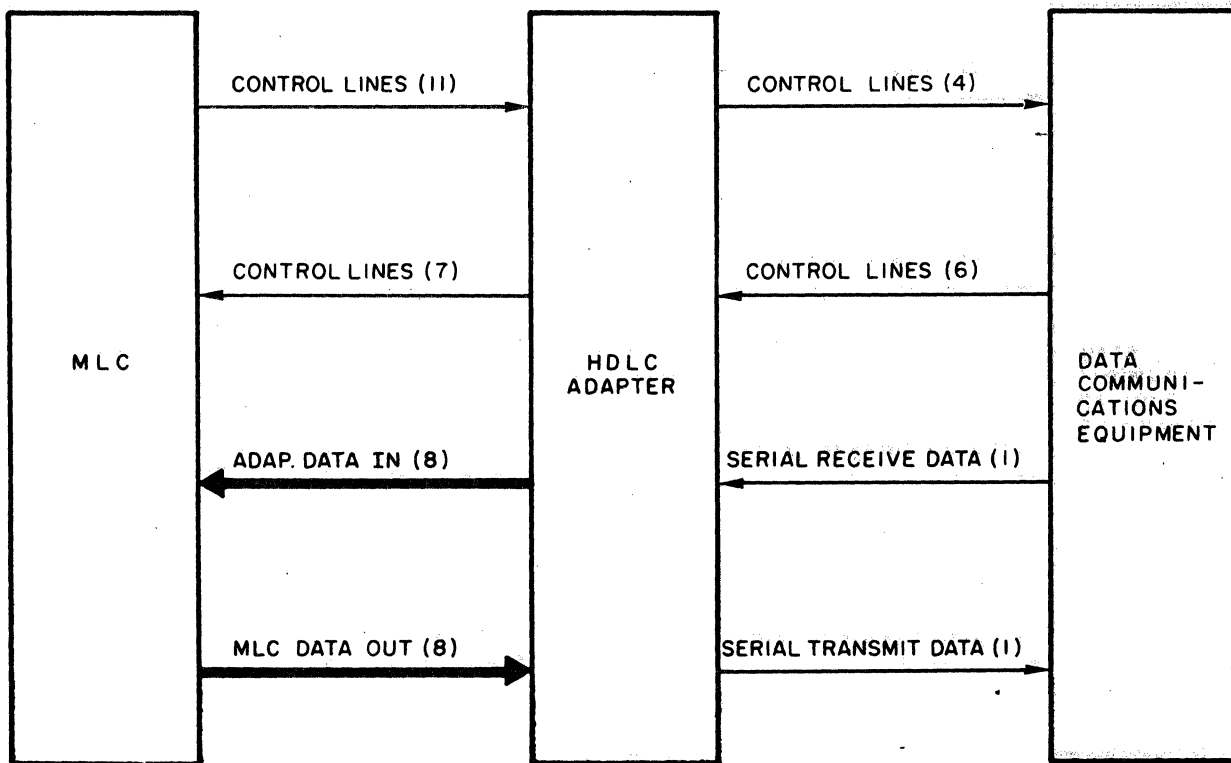 CONTROL LINES (11)
CONTROL LINES (4)
CONTROL LINES (7)
CONTROL LINES (6)
MLC
HDLC
ADAPTER
DATA
COMMUNI-
CATIONS
EQUIPMENT
ADAP. DATA IN (8)
SERIAL RECEIVE DATA (1)
MLC DATA OUT (8)
SERIAL TRANSMIT DATA (1)